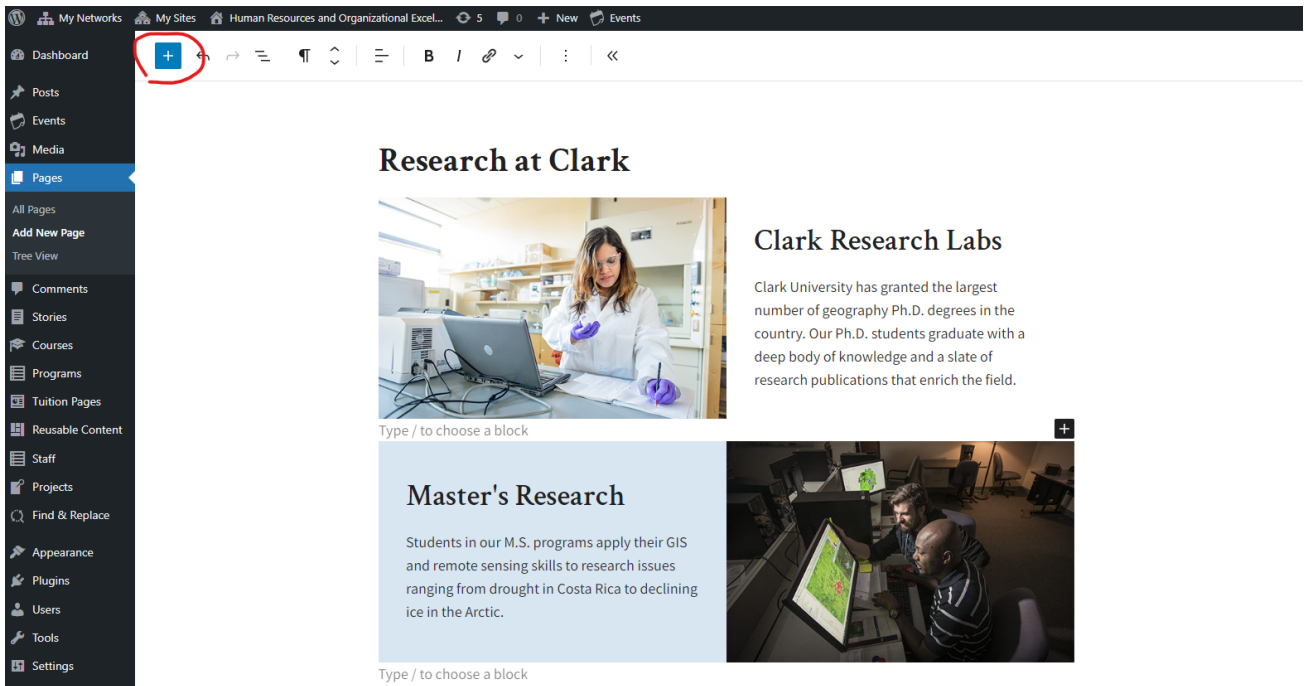 My Networks My Sites Human Resources and Organizational Excel... 5 0 New Events
Dashboard
Posts
Events
Media
Pages
All Pages
Add New Page
Tree View
Comments
Stories
Courses
Programs
Tuition Pages
Reusable Content
Staff
Projects
Find & Replace
Appearance
Plugins
Users
Tools
Settings
B I
Research at Clark
Clark Research Labs
Clark University has granted the largest
number of geography Ph.D. degrees in the
country. Our Ph.D. students graduate with a
deep body of knowledge and a slate of
research publications that enrich the field.
Type / to choose a block
Master's Research
Students in our M.S. programs apply their GIS
and remote sensing skills to research issues
ranging from drought in Costa Rica to declining
ice in the Arctic.
Type / to choose a block